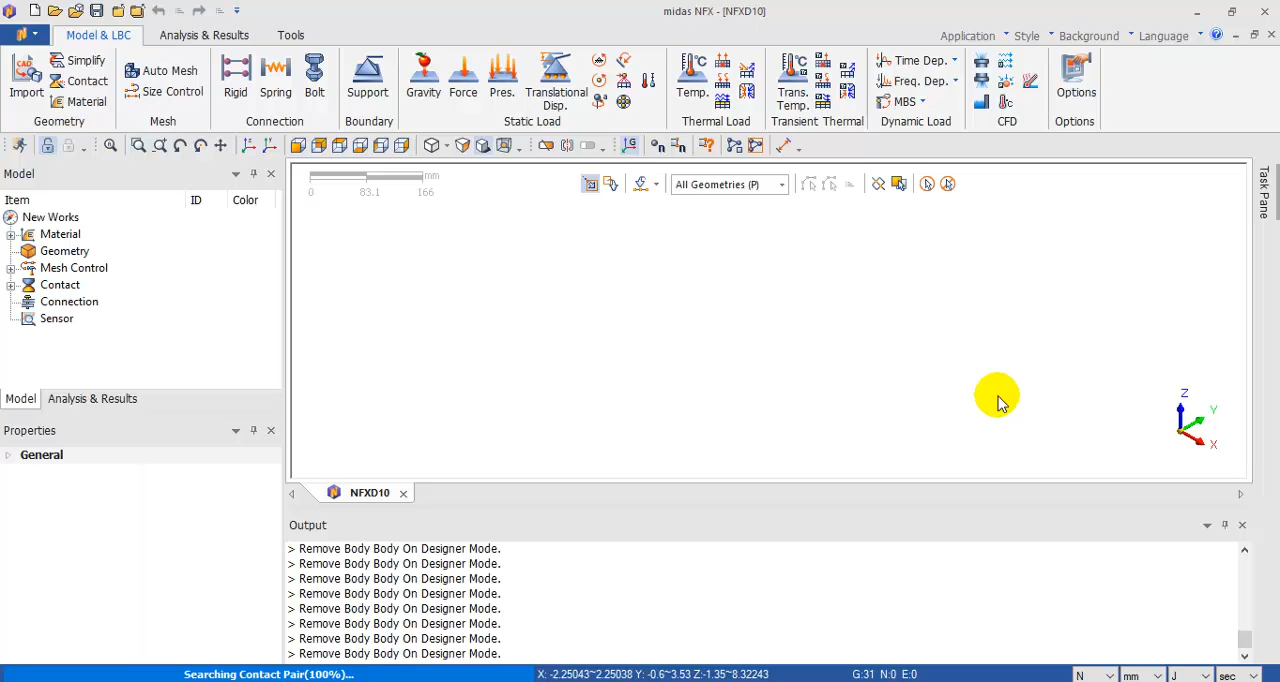 midas NFX - [NFXD10]
Model & LBC
Analysis & Results
Tools
Application
Style
Background
Language
CAD
Import
Simplify
Contact
Material
Geometry
Auto Mesh
Size Control
Mesh
Rigid
Bolt
Connection
Support
Boundary
Gravity
Force
Pres.
Translational
Disp.
Static Load
°C
Temp.
Thermal Load
°C
Trans.
Temp.
Transient Thermal
Time Dep.
Freq. Dep.
MBS
Dynamic Load
CFD
Options
Options
Model
Item
ID
Color
New Works
Material
Geometry
Mesh Control
Contact
Connection
Sensor
Model
Analysis & Results
Properties
General
mm
0
83.1
166
All Geometries (P)
Z
Y
X
Task Pane
NFXD10
Output
> Remove Body Body On Designer Mode.
> Remove Body Body On Designer Mode.
> Remove Body Body On Designer Mode.
> Remove Body Body On Designer Mode.
> Remove Body Body On Designer Mode.
> Remove Body Body On Designer Mode.
> Remove Body Body On Designer Mode.
> Remove Body Body On Designer Mode.
Searching Contact Pair(100%)...
X: -2.25043~2.25038 Y: -0.6~3.53 Z:-1.35~8.32243
G:31 N:0 E:0
N
mm
J
sec